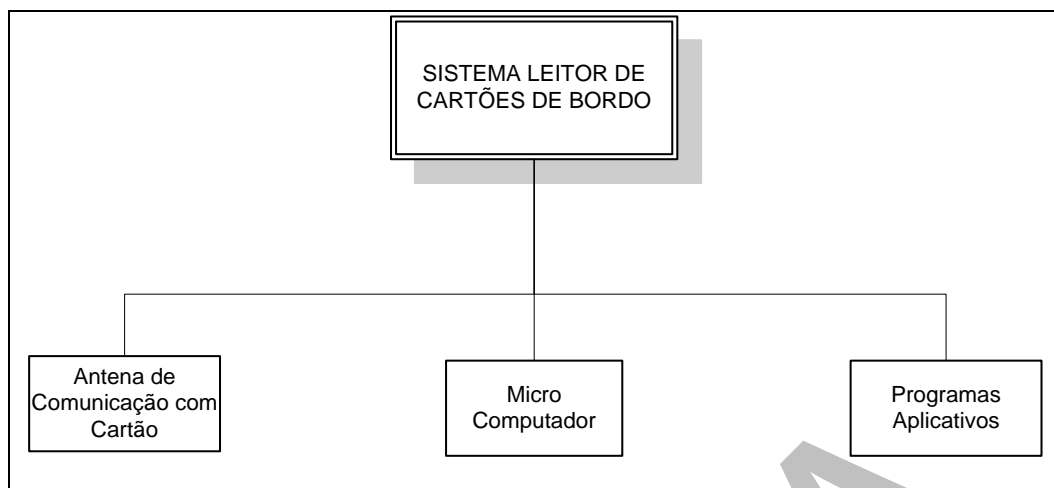 SISTEMA LEITOR DE
CARTÕES DE BORDO
Antena de
Comunicação com
Cartão
Micro
Computador
Programas
Aplicativos